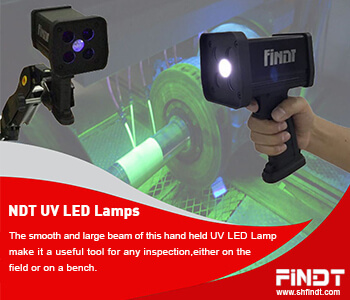 FiNDT
NDT UV LED Lamps
The smooth and large beam of this hand held UV LED Lamp
make it a useful tool for any inspection,either on the
field or on a bench.
FiNDT
www.shfindt.com